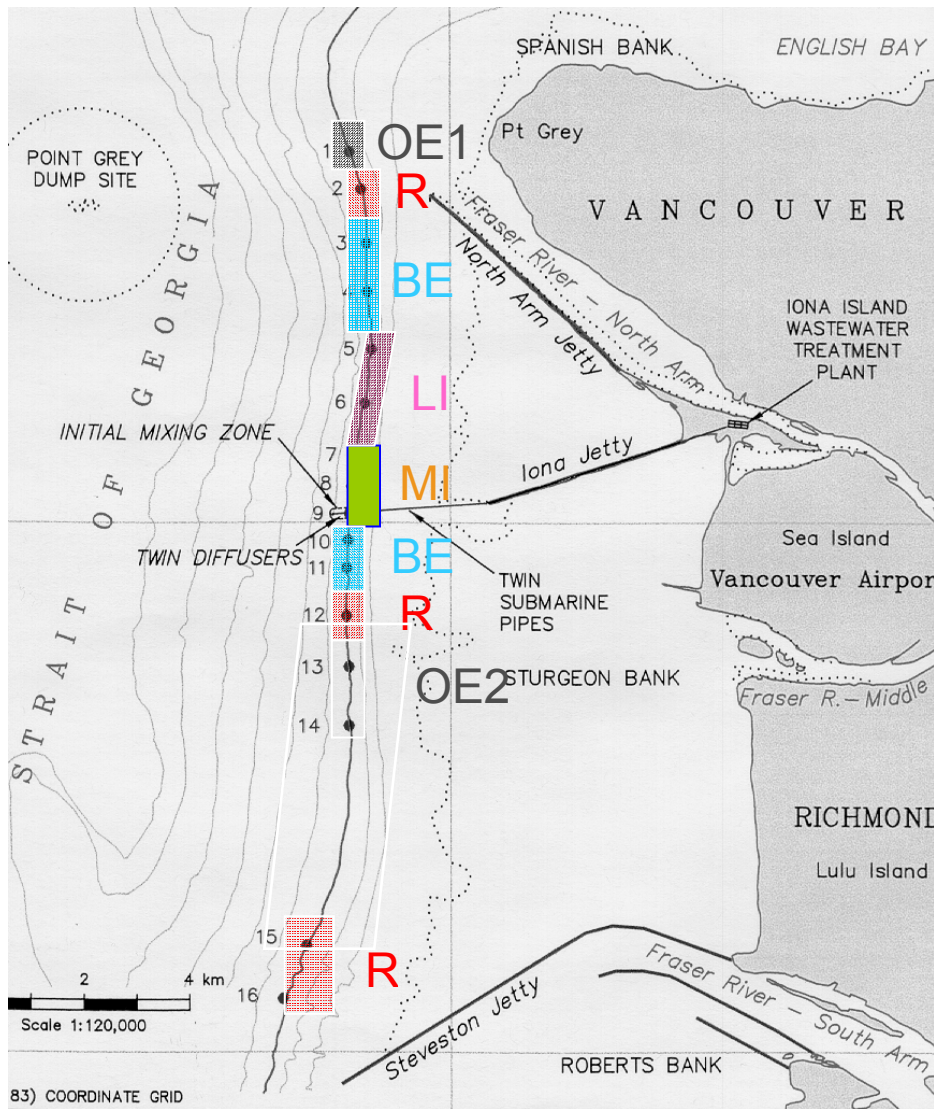 SPANISH BANK
ENGLISH BAY
Pt Grey
1
OE1
POINT GREY
DUMP SITE
2
R
VANCOUVER
Fraser River – North Arm
North Arm Jetty
3
BE
4
STRAIT OF GEORGIA
IONA ISLAND
WASTEWATER
TREATMENT
PLANT
5
LI
6
INITIAL MIXING ZONE
7
Iona Jetty
8
MI
9
TWIN DIFFUSERS
10
BE
11
Sea Island
Vancouver Airpor
TWIN
SUBMARINE
PIPES
12
R
13
OE2
STURGEON BANK
Fraser R. – Middle
14
RICHMOND
Lulu Island
15
R
16
2
4 km
Scale 1:120,000
Steveston Jetty
Fraser River – South Arm
ROBERTS BANK
83) COORDINATE GRID